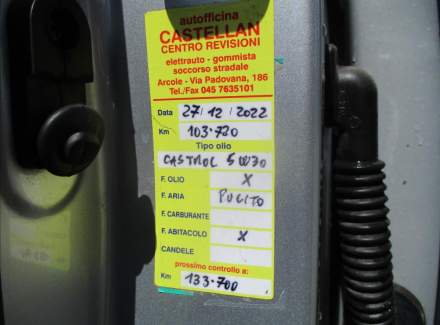 autofficina
CASTELLAN
CENTRO REVISIONI
elettrauto - gommista
soccorso stradale
Arcole - Via Padovana, 186
Tel./Fax 045 7635101
Data 27/12/2022
Km 103.720
Tipo olio
CASTROL 5W30
F. OLIO X
F. ARIA PULITO
F. CARBURANTE
F. ABITACOLO X
CANDELE
prossimo controllo a:
Km 133.700